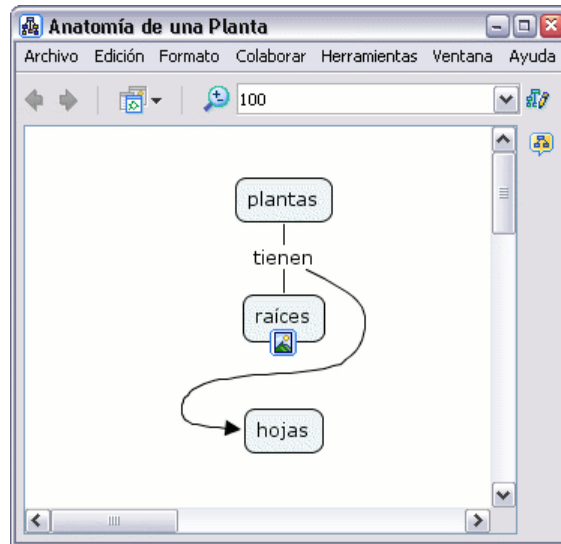 Anatomía de una Planta
Archivo Edición Formato Colaborar Herramientas Ventana Ayuda
100
plantas
tienen
raíces
hojas